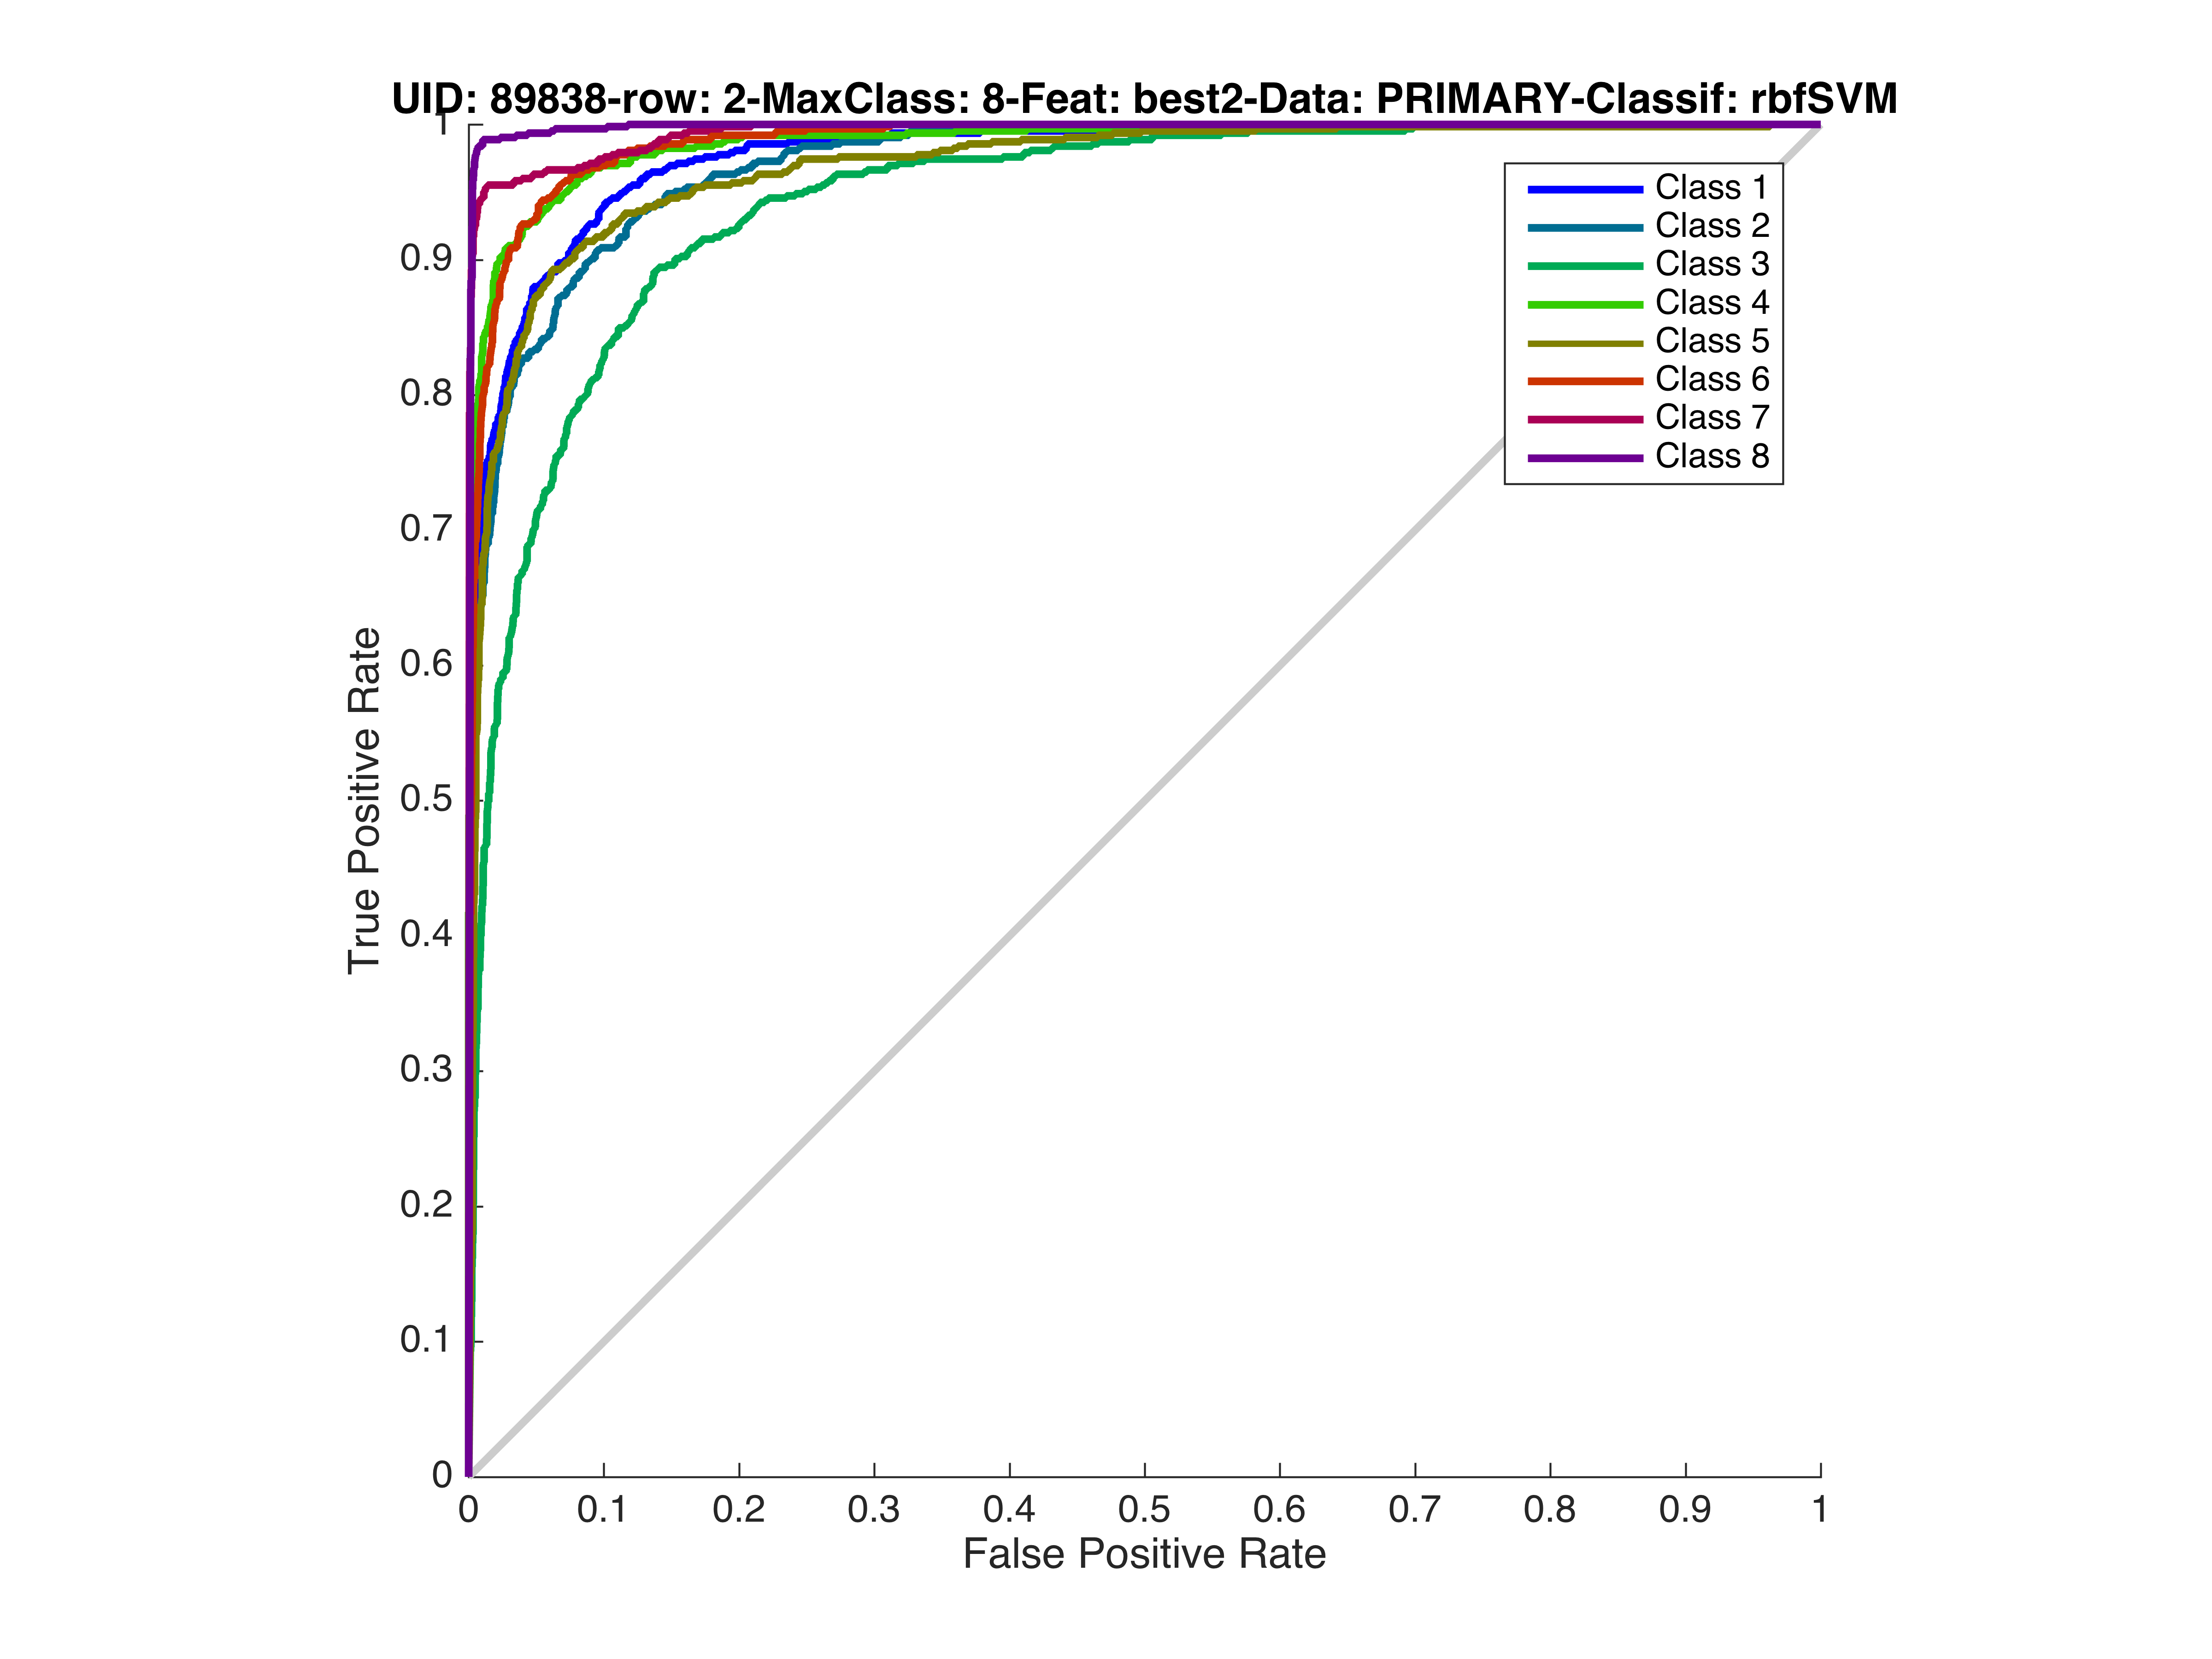 UID: 89838-row: 2-MaxClass: 8-Feat: best2-Data: PRIMARY-Classif: rbfSVM
1
0.9
0.8
0.7
0.6
0.5
0.4
0.3
0.2
0.1
0
True Positive Rate
Class 1
Class 2
Class 3
Class 4
Class 5
Class 6
Class 7
Class 8
0 0.1 0.2 0.3 0.4 0.5 0.6 0.7 0.8 0.9 1
False Positive Rate